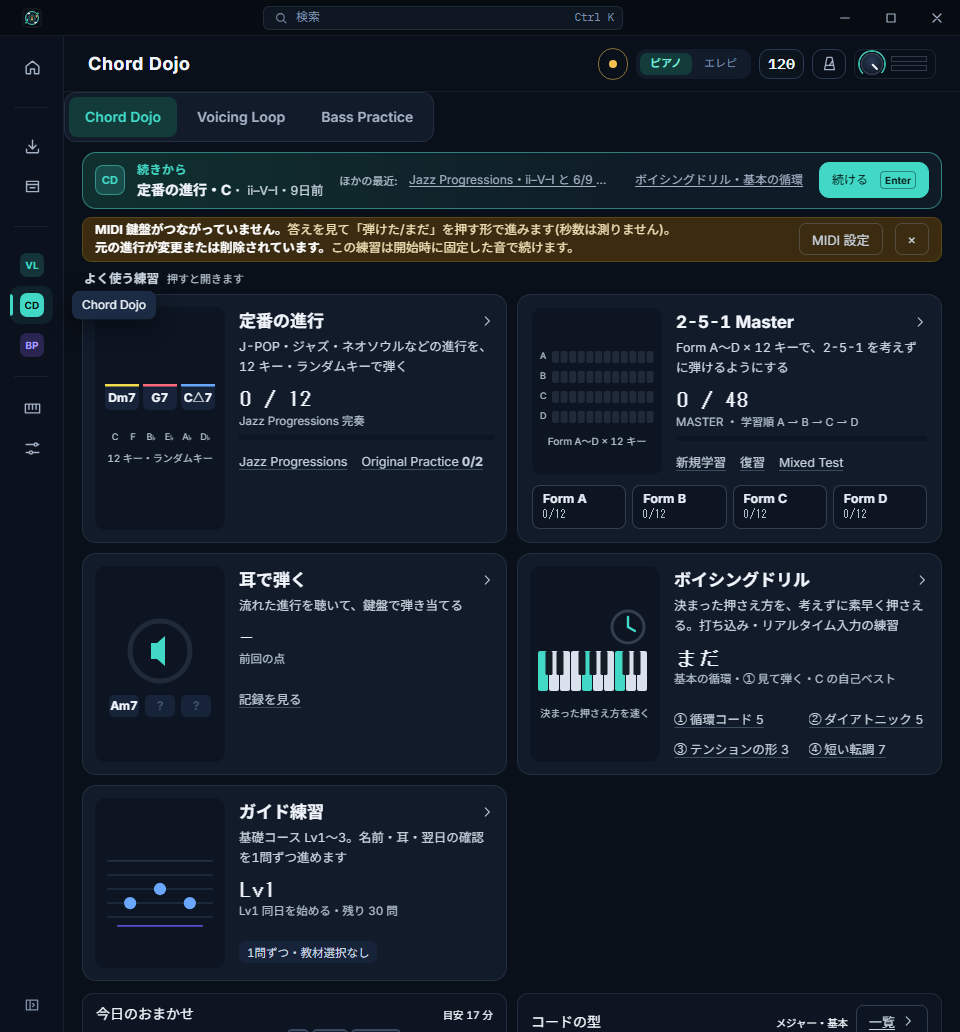 検索
Ctrl K
Chord Dojo
ピアノ
エレピ
120
Chord Dojo
Voicing Loop
Bass Practice
CD
続きから
定番の進行・C・ii–V–I・9日前
ほかの最近:
Jazz Progressions・ii–V–I と 6/9 ...
ボイシングドリル・基本の循環
続ける Enter
MIDI 鍵盤がつながっていません。答えを見て「弾けた/まだ」を押す形で進みます(秒数は測りません)。
元の進行が変更または削除されています。この練習は開始時に固定した音で続けます。
MIDI 設定
×
よく使う練習 押すと開きます
VL
CD
BP
Chord Dojo
Dm7
G7
C△7
C F B♭ E♭ A♭ D♭
12 キー・ランダムキー
定番の進行
J-POP・ジャズ・ネオソウルなどの進行を、
12 キー・ランダムキーで弾く
0 / 12
Jazz Progressions 完奏
Jazz Progressions
Original Practice 0/2
A
B
C
D
Form A〜D × 12 キー
2-5-1 Master
Form A〜D × 12 キーで、2-5-1 を考えず
に弾けるようにする
0 / 48
MASTER・学習順 A → B → C → D
新規学習
復習
Mixed Test
Form A
0/12
Form B
0/12
Form C
0/12
Form D
0/12
Am7
?
?
耳で弾く
流れた進行を聴いて、鍵盤で弾き当てる
—
前回の点
記録を見る
決まった押さえ方を速く
ボイシングドリル
決まった押さえ方を、考えずに素早く押さえ
る。打ち込み・リアルタイム入力の練習
まだ
基本の循環・① 見て弾く・C の自己ベスト
① 循環コード 5
② ダイアトニック 5
③ テンションの形 3
④ 短い転調 7
ガイド練習
基礎コース Lv1〜3。名前・耳・翌日の確認
を1問ずつ進めます
Lv1
Lv1 同日を始める・残り 30 問
1問ずつ・教材選択なし
今日のおまかせ
目安 17 分
コードの型
メジャー・基本
一覧